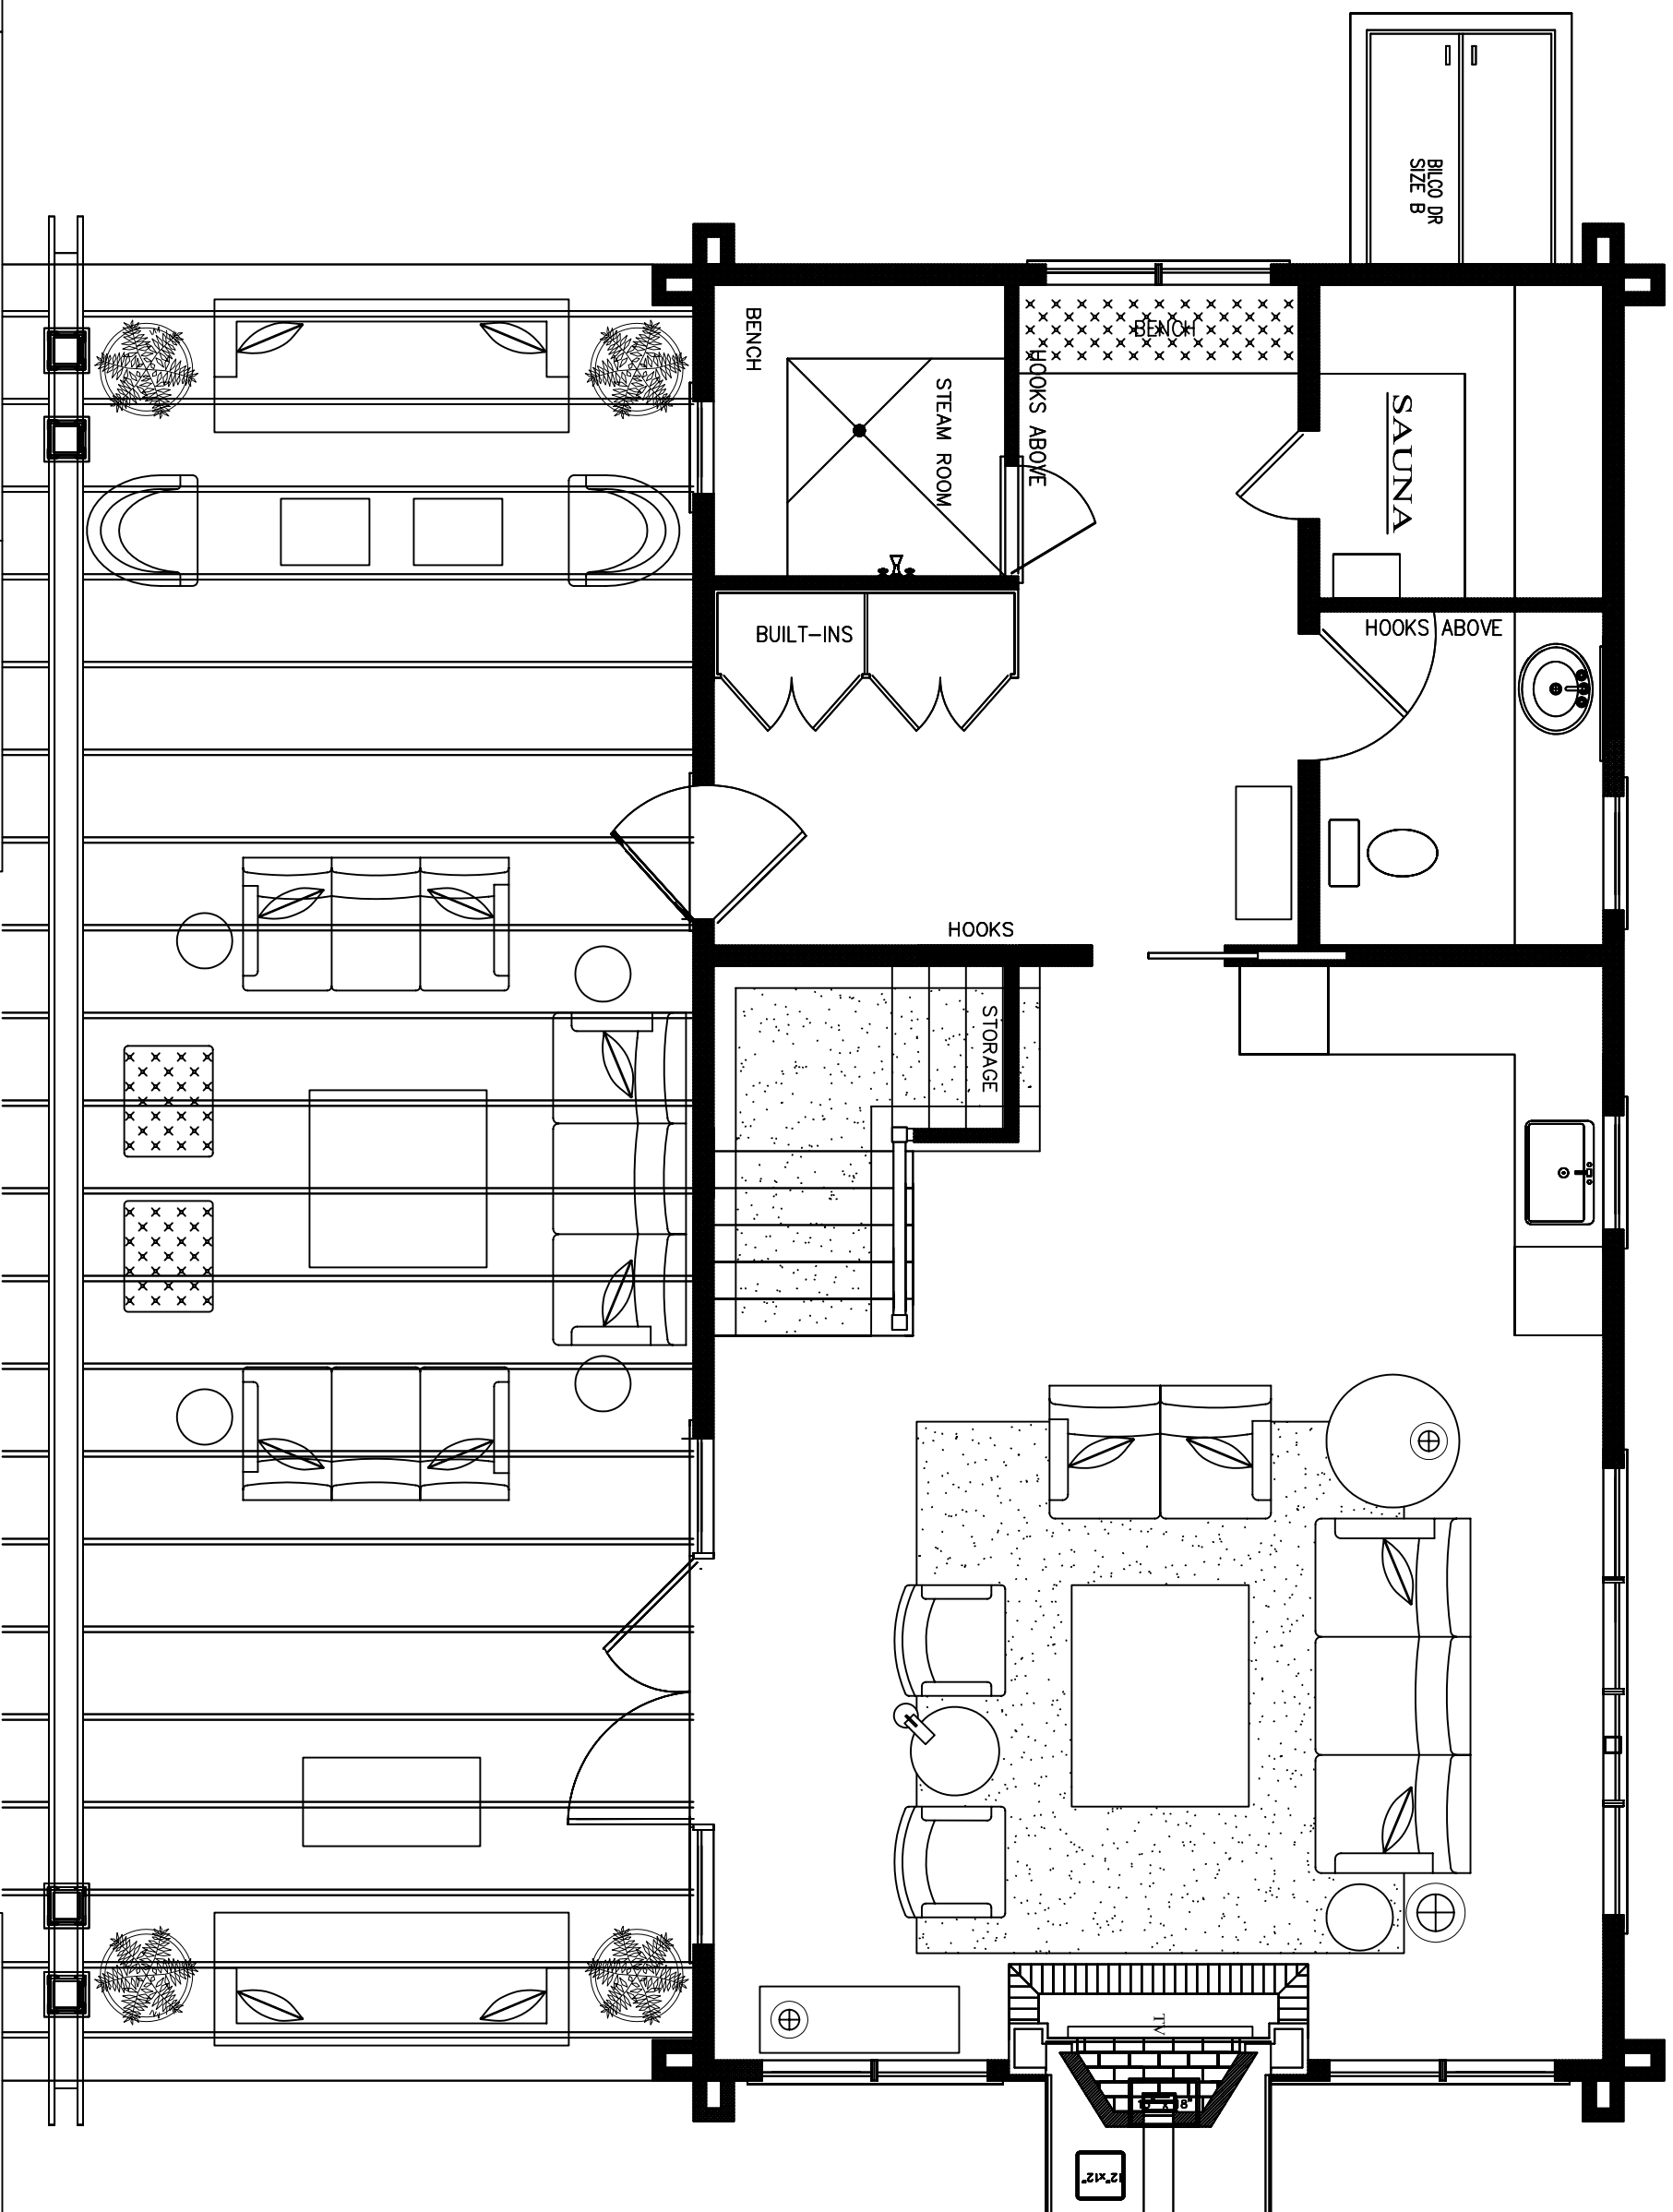 BILCO DR
SIZE B
BENCH
BENCH
HOOKS ABOVE
STEAM ROOM
SAUNA
BUILT-INS
HOOKS ABOVE
HOOKS
STORAGE
TV
12"x12"